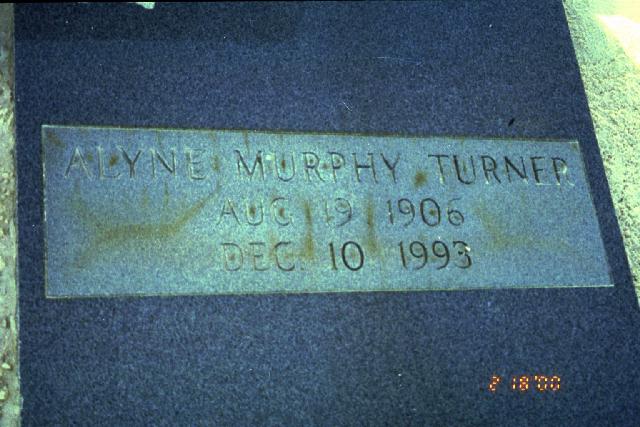 ALYNE MURPHY TURNER
AUG 19 1906
DEC. 10 1993
2 18 '00